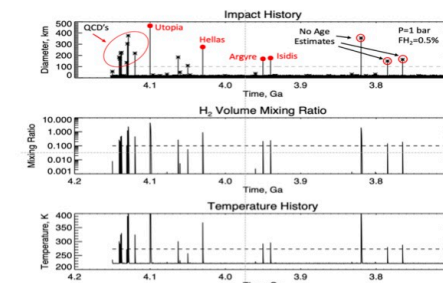 Impact History
Diameter, km
500
400
300
200
100
0
QCD's
Utopia
Hellas
Argyre
Isidis
No Age
Estimates
P=1 bar
FH₂=0.5%
4.1
4.0
3.9
3.8
Time, Ga
H₂ Volume Mixing Ratio
Mixing Ratio
10.000
1.000
0.100
0.010
0.001
4.2
4.1
4.0
3.9
3.8
Time, Ga
Temperature History
Temperature, K
400
350
300
250
200
4.2
4.1
4.0
3.9
3.8
Time, Ga